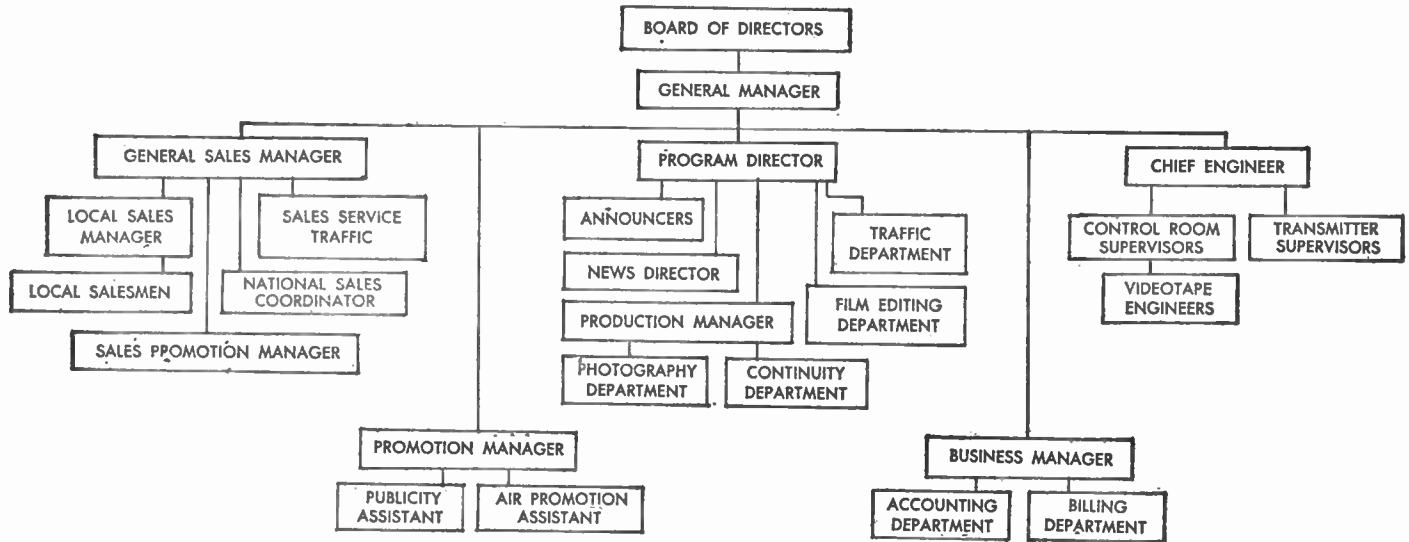 BOARD OF DIRECTORS
GENERAL MANAGER
GENERAL SALES MANAGER
PROGRAM DIRECTOR
CHIEF ENGINEER
LOCAL SALES
MANAGER
SALES SERVICE
TRAFFIC
ANNOUNCERS
TRAFFIC
DEPARTMENT
CONTROL ROOM
SUPERVISORS
TRANSMITTER
SUPERVISORS
LOCAL SALESMEN
NATIONAL SALES
COORDINATOR
NEWS DIRECTOR
FILM EDITING
DEPARTMENT
VIDEOTAPE
ENGINEERS
PRODUCTION MANAGER
SALES PROMOTION MANAGER
PHOTOGRAPHY
DEPARTMENT
CONTINUITY
DEPARTMENT
PROMOTION MANAGER
BUSINESS MANAGER
PUBLICITY
ASSISTANT
AIR PROMOTION
ASSISTANT
ACCOUNTING
DEPARTMENT
BILLING
DEPARTMENT